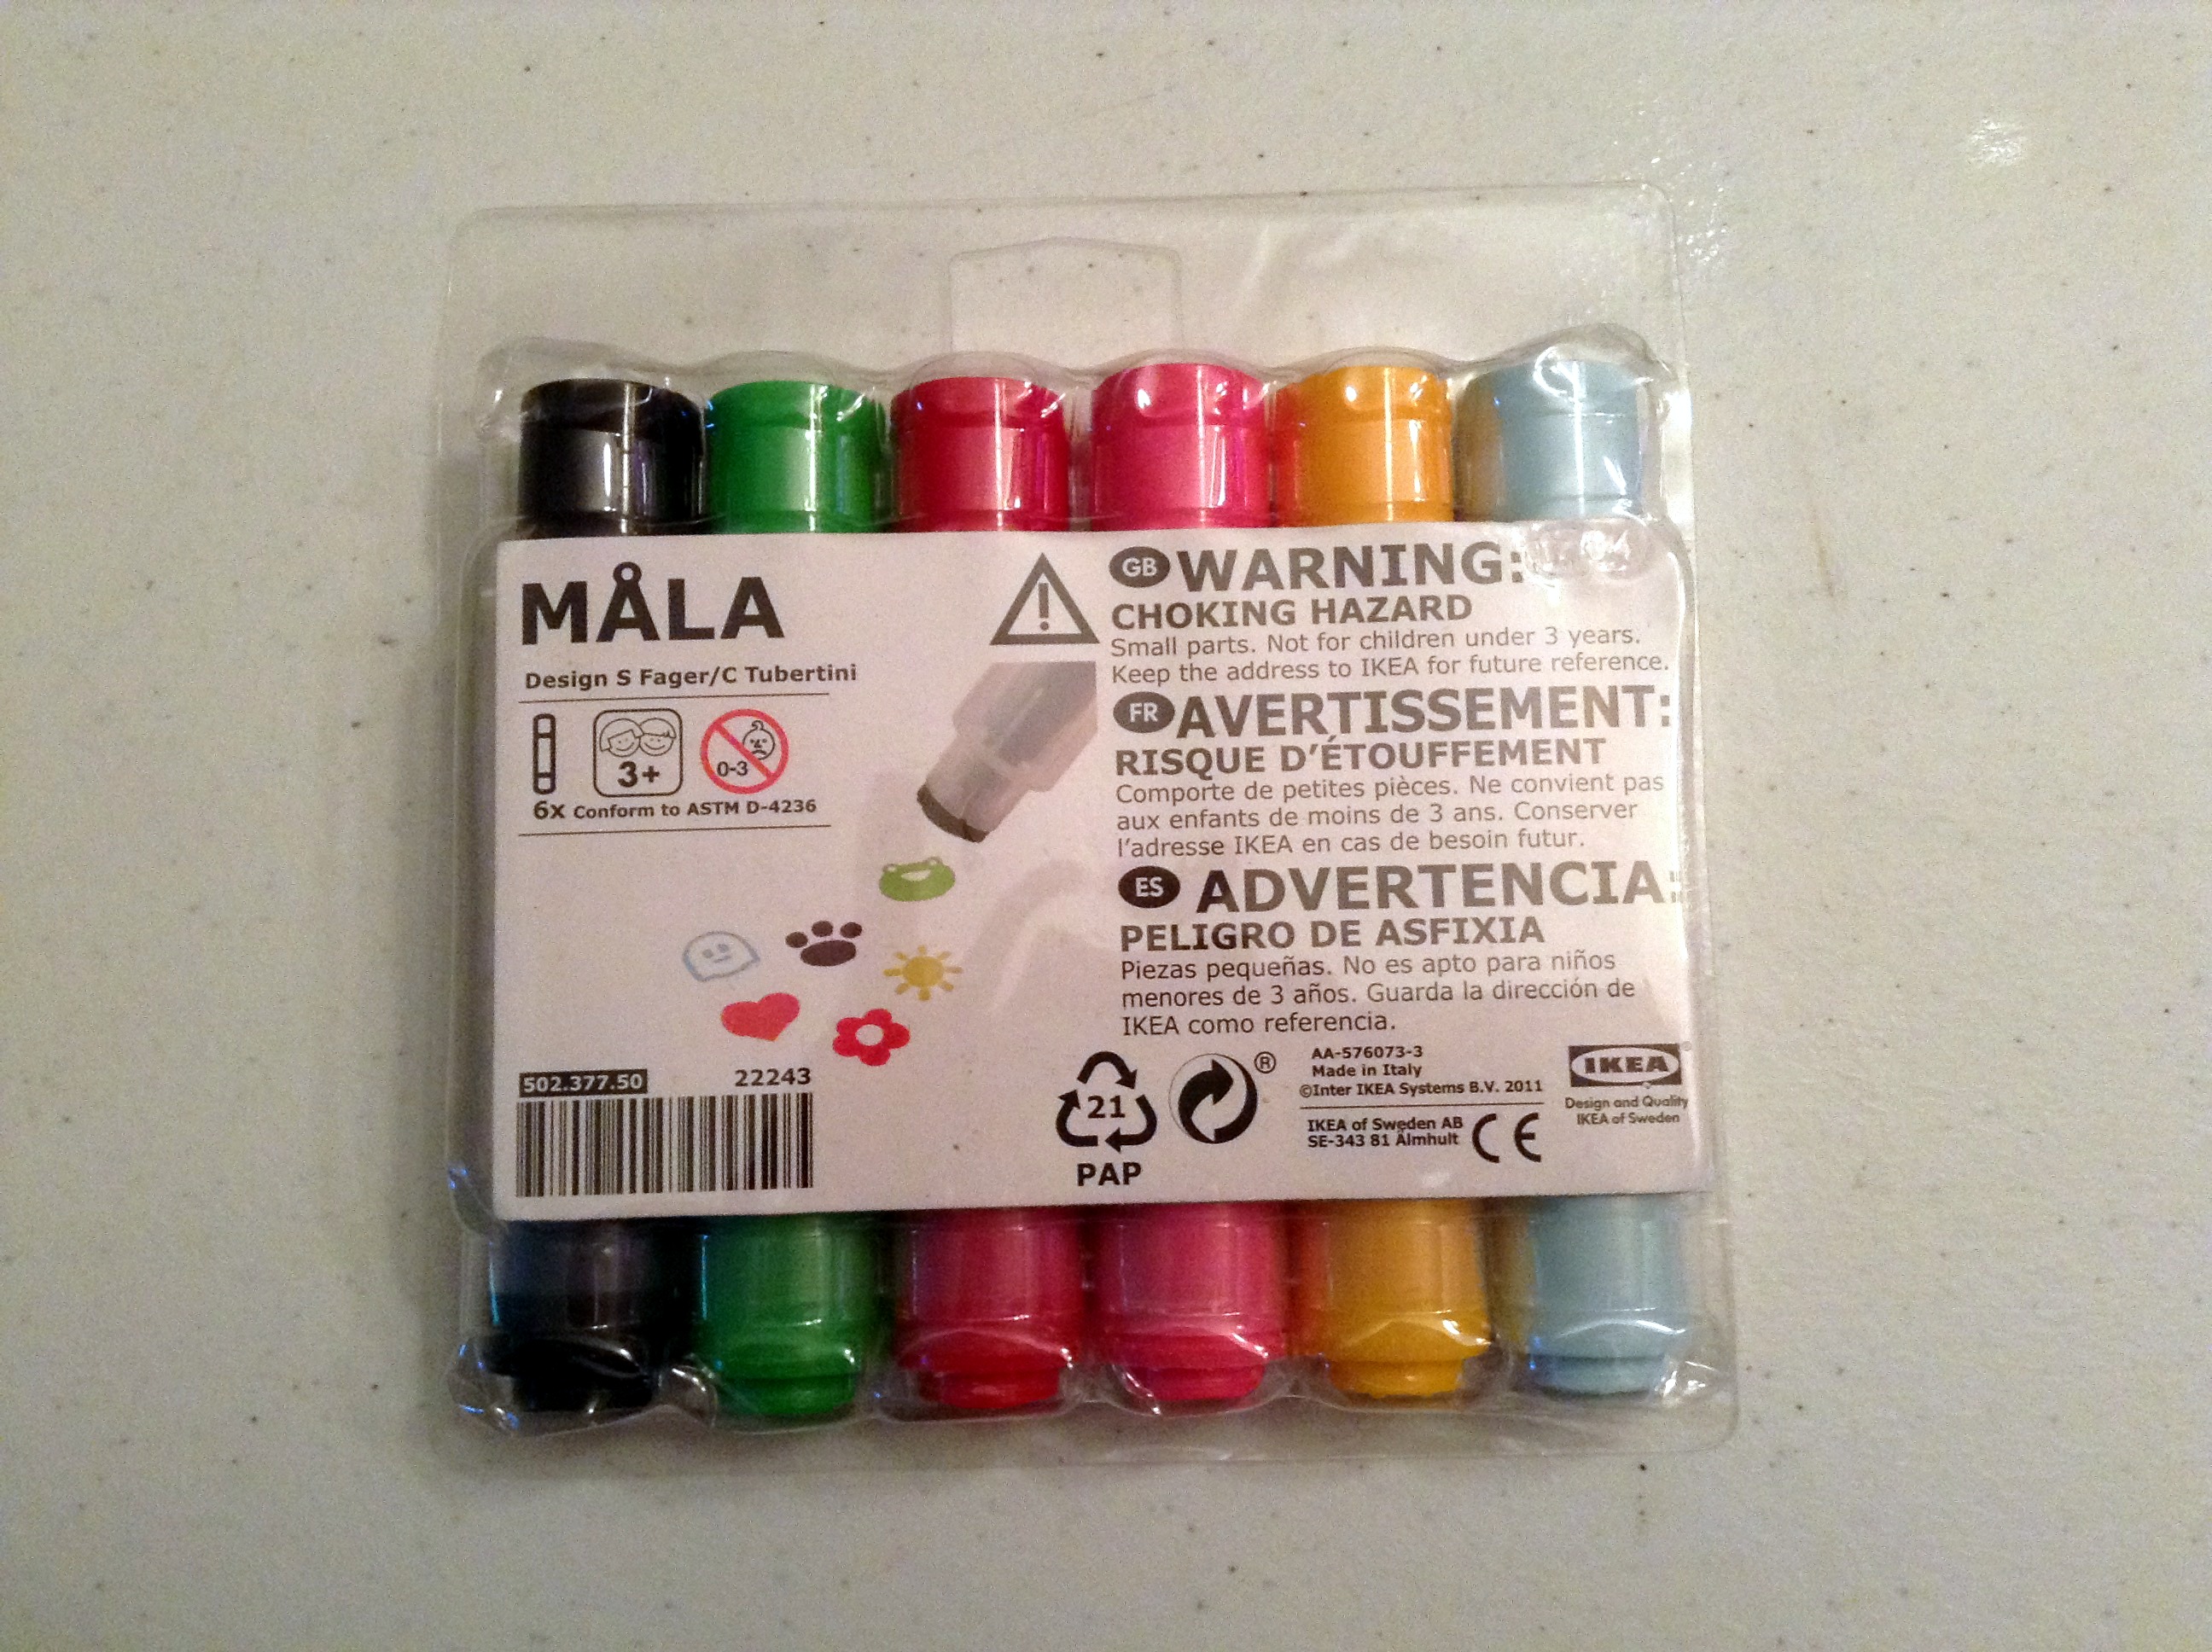 MÅLA
Design S Fager/C Tubertini
3+
0-3
6x Conform to ASTM D-4236
GB WARNING:
CHOKING HAZARD
Small parts. Not for children under 3 years.
Keep the address to IKEA for future reference.
FR AVERTISSEMENT:
RISQUE D'ÉTOUFFEMENT
Comporte de petites pièces. Ne convient pas
aux enfants de moins de 3 ans. Conserver
l'adresse IKEA en cas de besoin futur.
ES ADVERTENCIA:
PELIGRO DE ASFIXIA
Piezas pequeñas. No es apto para niños
menores de 3 años. Guarda la dirección de
IKEA como referencia.
502.377.50
22243
21
PAP
®
AA-576073-3
Made in Italy
©Inter IKEA Systems B.V. 2011
IKEA of Sweden AB
SE-343 81 Älmhult
CE
IKEA®
Design and Quality
IKEA of Sweden